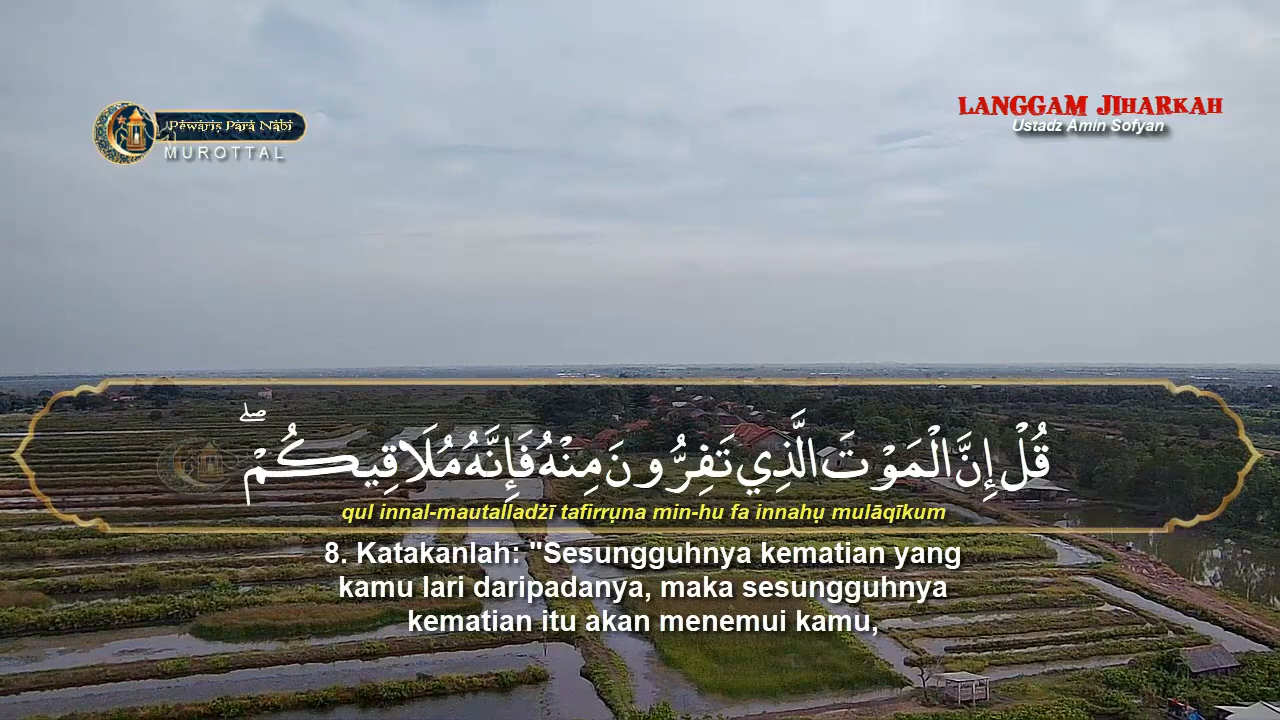 Pewaris Para Nabi
MUROTTAL
LANGGAM JIHARKAH
Ustadz Amin Sofyan
قُلْ إِنَّ الْمَوْتَ الَّذِي تَفِرُّونَ مِنْهُ فَإِنَّهُ مُلَاقِيكُمْ ۖ
qul innal-mautalladżī tafirrụna min-hu fa innahụ mulāqīkum
8. Katakanlah: "Sesungguhnya kematian yang
kamu lari daripadanya, maka sesungguhnya
kematian itu akan menemui kamu,